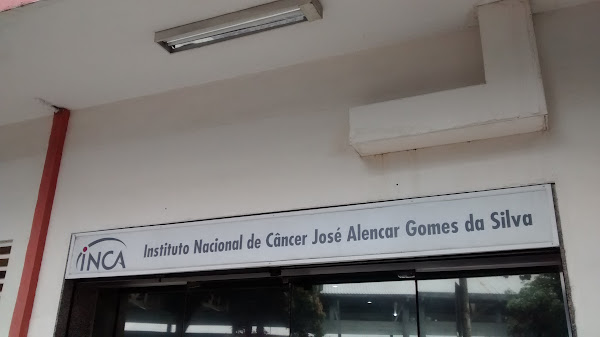 INCA Instituto Nacional de Câncer José Alencar Gomes da Silva